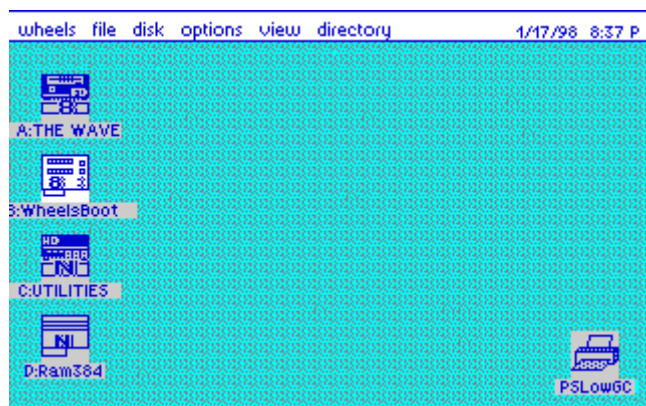 wheels file disk options view directory 1/17/98 8:37 P
A:THE WAVE
B:WheelsBoot
C:UTILITIES
D:Ram384
PSLowGC